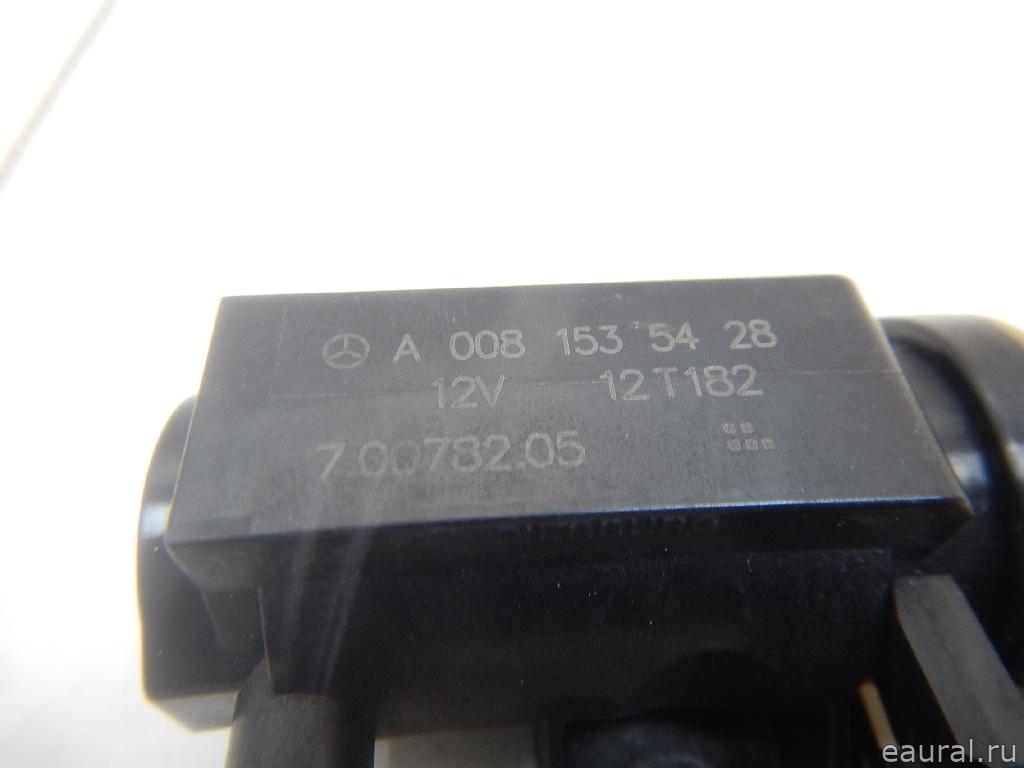 A 008 153 54 28
12V 12T182
7.00782.05
eaural.ru